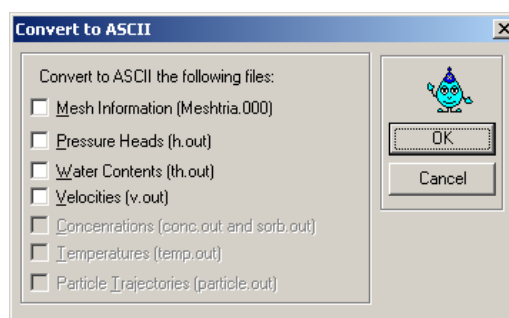 Convert to ASCII
Convert to ASCII the following files:
Mesh Information (Meshtria.000)
Pressure Heads (h.out)
Water Contents (th.out)
Velocities (v.out)
Concenrations (conc.out and sorb.out)
Temperatures (temp.out)
Particle Trajectories (particle.out)
OK
Cancel